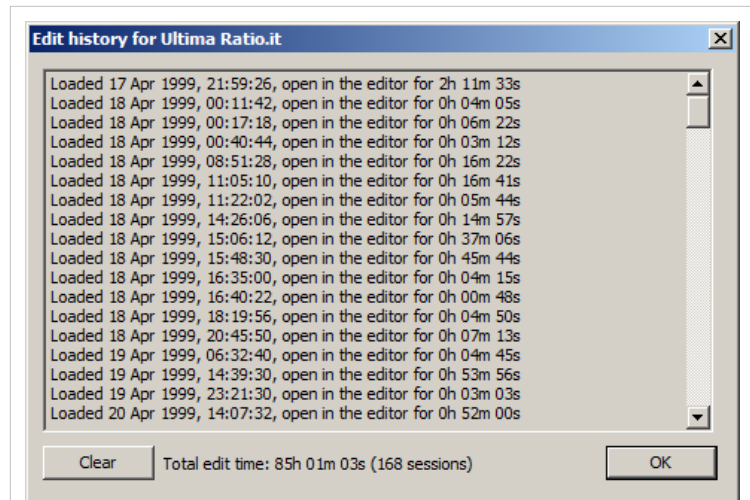 Edit history for Ultima Ratio.it
Loaded 17 Apr 1999, 21:59:26, open in the editor for 2h 11m 33s
Loaded 18 Apr 1999, 00:11:42, open in the editor for 0h 04m 05s
Loaded 18 Apr 1999, 00:17:18, open in the editor for 0h 06m 22s
Loaded 18 Apr 1999, 00:40:44, open in the editor for 0h 03m 12s
Loaded 18 Apr 1999, 08:51:28, open in the editor for 0h 16m 22s
Loaded 18 Apr 1999, 11:05:10, open in the editor for 0h 16m 41s
Loaded 18 Apr 1999, 11:22:02, open in the editor for 0h 05m 44s
Loaded 18 Apr 1999, 14:26:06, open in the editor for 0h 14m 57s
Loaded 18 Apr 1999, 15:06:12, open in the editor for 0h 37m 06s
Loaded 18 Apr 1999, 15:48:30, open in the editor for 0h 45m 44s
Loaded 18 Apr 1999, 16:35:00, open in the editor for 0h 04m 15s
Loaded 18 Apr 1999, 16:40:22, open in the editor for 0h 00m 48s
Loaded 18 Apr 1999, 18:19:56, open in the editor for 0h 04m 50s
Loaded 18 Apr 1999, 20:45:50, open in the editor for 0h 07m 13s
Loaded 19 Apr 1999, 06:32:40, open in the editor for 0h 04m 45s
Loaded 19 Apr 1999, 14:39:30, open in the editor for 0h 53m 56s
Loaded 19 Apr 1999, 23:21:30, open in the editor for 0h 03m 03s
Loaded 20 Apr 1999, 14:07:32, open in the editor for 0h 52m 00s
Clear Total edit time: 85h 01m 03s (168 sessions) OK